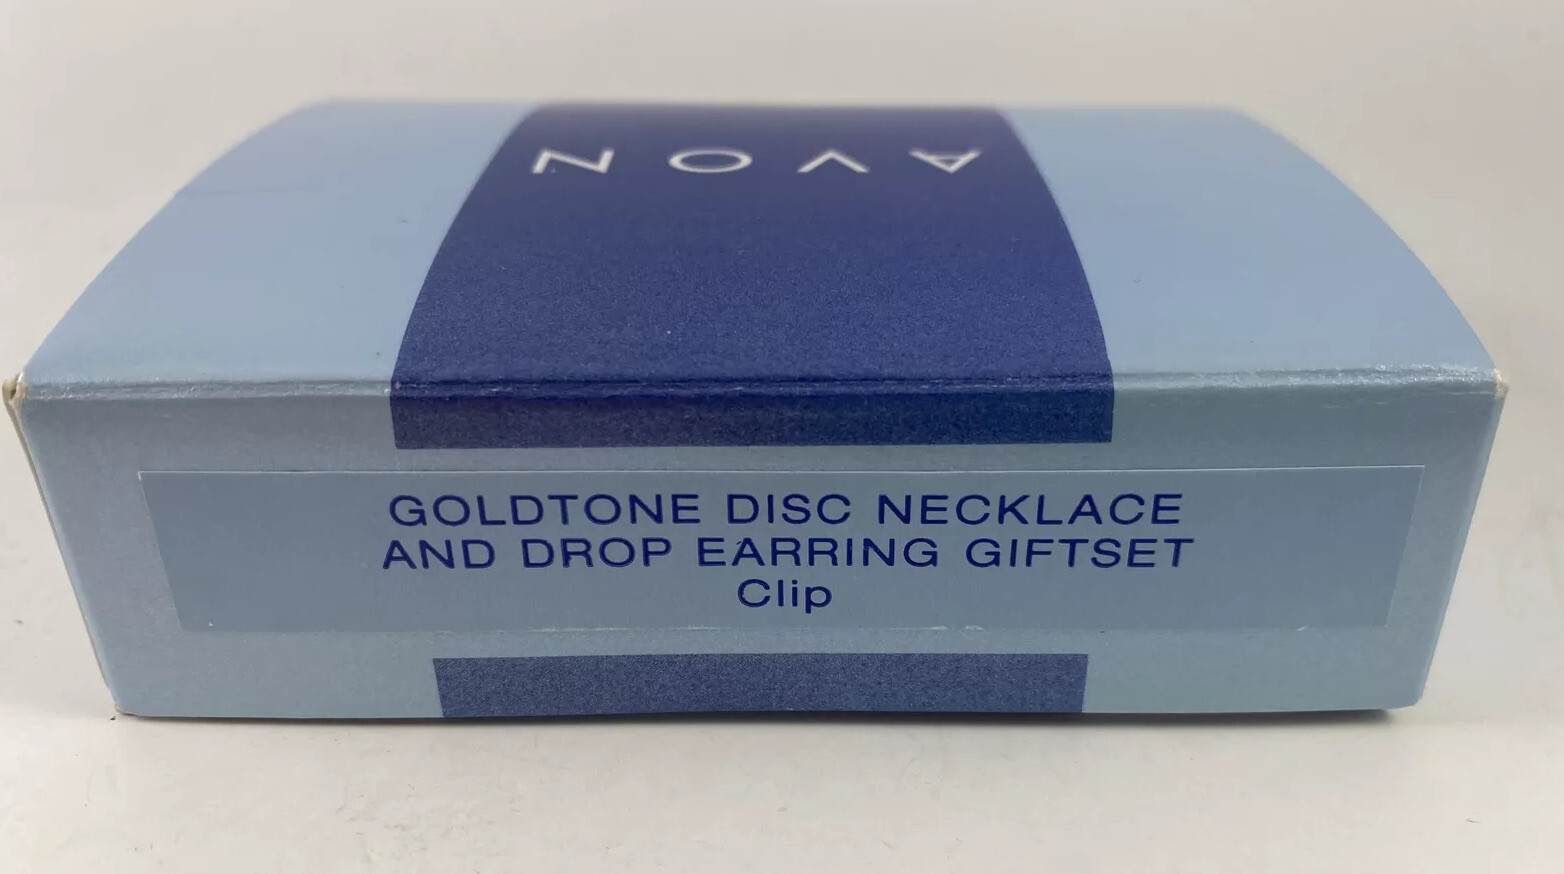 AVON
GOLDTONE DISC NECKLACE
AND DROP EARRING GIFTSET
Clip